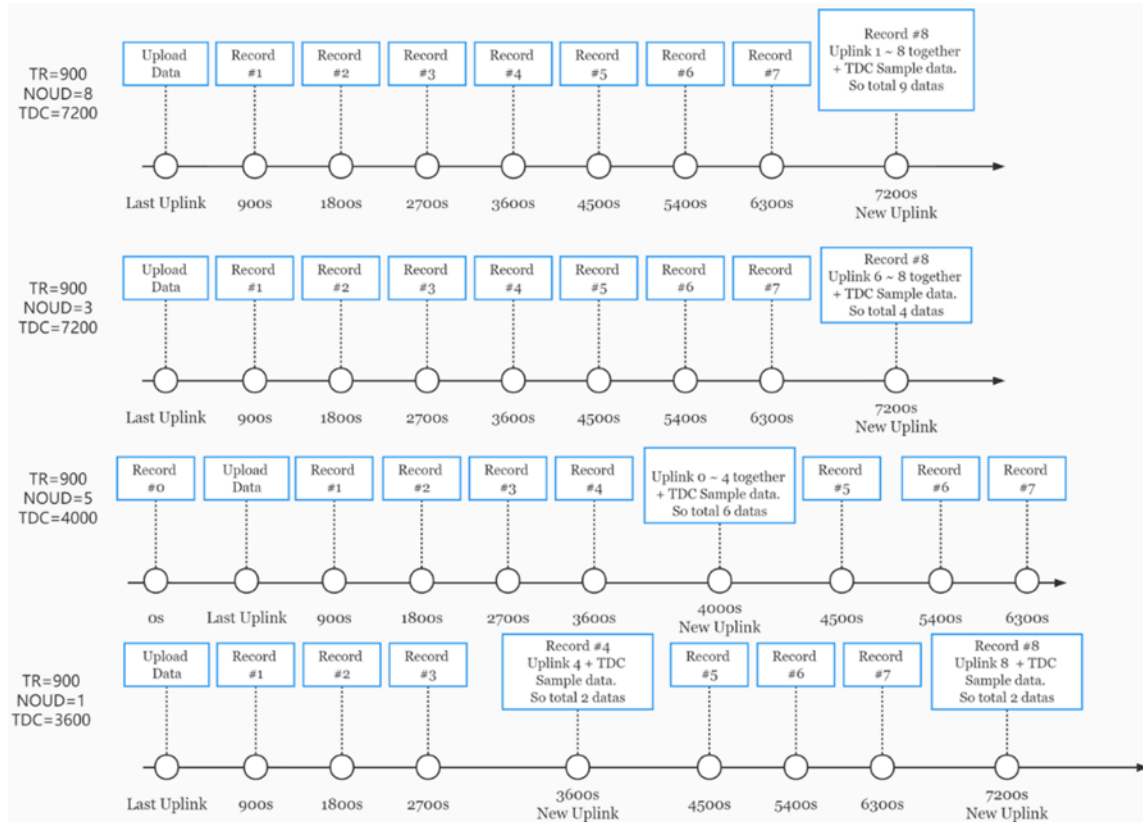 TR=900
NOUD=8
TDC=7200
Upload
Data
Record
#1
Record
#2
Record
#3
Record
#4
Record
#5
Record
#6
Record
#7
Record #8
Uplink 1 ~ 8 together
+ TDC Sample data.
So total 9 datas
Last Uplink
900s
1800s
2700s
3600s
4500s
5400s
6300s
7200s
New Uplink
TR=900
NOUD=3
TDC=7200
Upload
Data
Record
#1
Record
#2
Record
#3
Record
#4
Record
#5
Record
#6
Record
#7
Record #8
Uplink 6 ~ 8 together
+ TDC Sample data.
So total 4 datas
Last Uplink
900s
1800s
2700s
3600s
4500s
5400s
6300s
7200s
New Uplink
TR=900
NOUD=5
TDC=4000
Record
#0
Upload
Data
Record
#1
Record
#2
Record
#3
Record
#4
Uplink 0 ~ 4 together
+ TDC Sample data.
So total 6 datas
Record
#5
Record
#6
Record
#7
0s
Last Uplink
900s
1800s
2700s
3600s
4000s
New Uplink
4500s
5400s
6300s
TR=900
NOUD=1
TDC=3600
Upload
Data
Record
#1
Record
#2
Record
#3
Record #4
Uplink 4 + TDC
Sample data.
So total 2 datas
Record
#5
Record
#6
Record
#7
Record #8
Uplink 8 + TDC
Sample data.
So total 2 datas
Last Uplink
900s
1800s
2700s
3600s
New Uplink
4500s
5400s
6300s
7200s
New Uplink